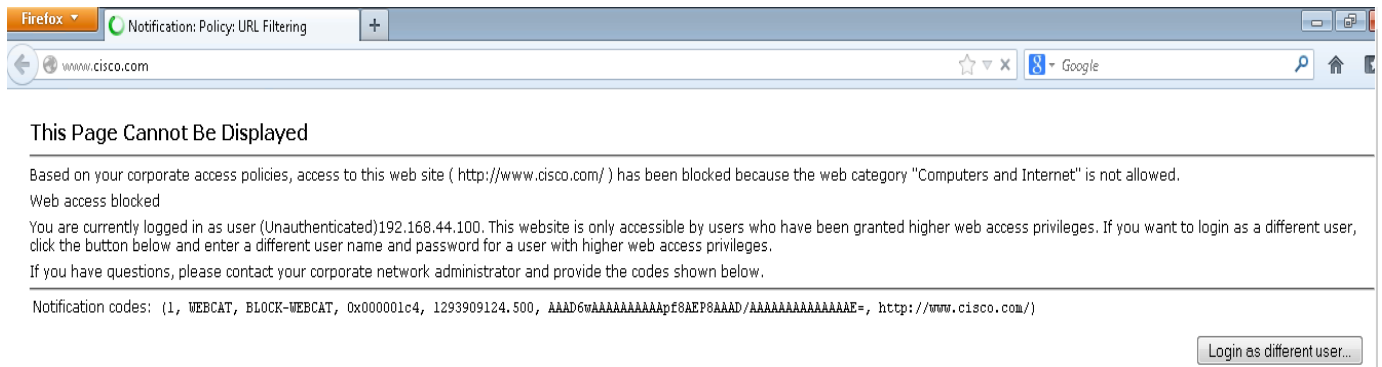 Firefox
Notification: Policy: URL Filtering
+
www.cisco.com
8
Google
This Page Cannot Be Displayed
Based on your corporate access policies, access to this web site ( http://www.cisco.com/ ) has been blocked because the web category "Computers and Internet" is not allowed.
Web access blocked
You are currently logged in as user (Unauthenticated)192.168.44.100. This website is only accessible by users who have been granted higher web access privileges. If you want to login as a different user,
click the button below and enter a different user name and password for a user with higher web access privileges.
If you have questions, please contact your corporate network administrator and provide the codes shown below.
Notification codes: (1, WEBCAT, BLOCK-WEBCAT, 0x000001c4, 1293909124.500, AAAD6wAAAAAAAAAApf8AEP8AAAD/AAAAAAAAAAAAAAE=, http://www.cisco.com/)
Login as different user...